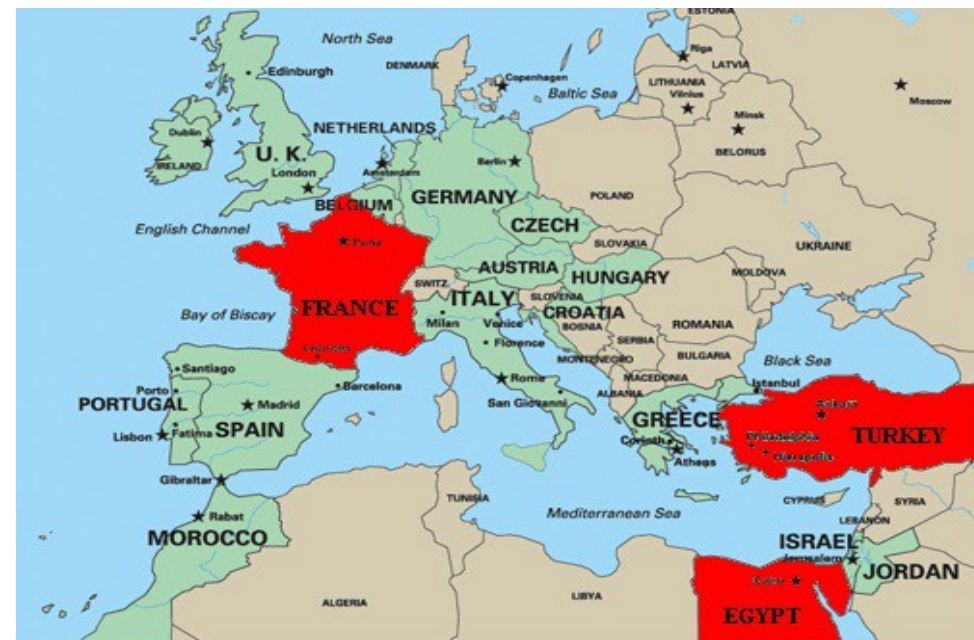 ESTONIA
North Sea
Riga
LATVIA
DENMARK
Copenhagen
Edinburgh
Baltic Sea
LITHUANIA
Vilnius
Moscow
Minsk
Dublin
NETHERLANDS
IRELAND
U. K.
London
Amsterdam
Berlin
BELORUS
BELGIUM
GERMANY
POLAND
English Channel
CZECH
SLOVAKIA
UKRAINE
AUSTRIA
HUNGARY
MOLDOVA
SWITZ.
FRANCE
ITALY
SLOVENIA
CROATIA
Bay of Biscay
Milan
Venice
BOSNIA
ROMANIA
Florence
SERBIA
MONTENEGRO
BULGARIA
Black Sea
Santiago
Rome
MACEDONIA
Istanbul
Porto
Barcelona
ALBANIA
Ankara
PORTUGAL
Madrid
San Giovanni
GREECE
Lisbon
Fatima
SPAIN
Corinth
Philadelphia
TURKEY
Athens
Hierapolis
Gibraltar
TUNISIA
CYPRUS
SYRIA
Rabat
Mediterranean Sea
LEBANON
MOROCCO
ISRAEL
Jerusalem
JORDAN
Cairo
ALGERIA
LIBYA
EGYPT